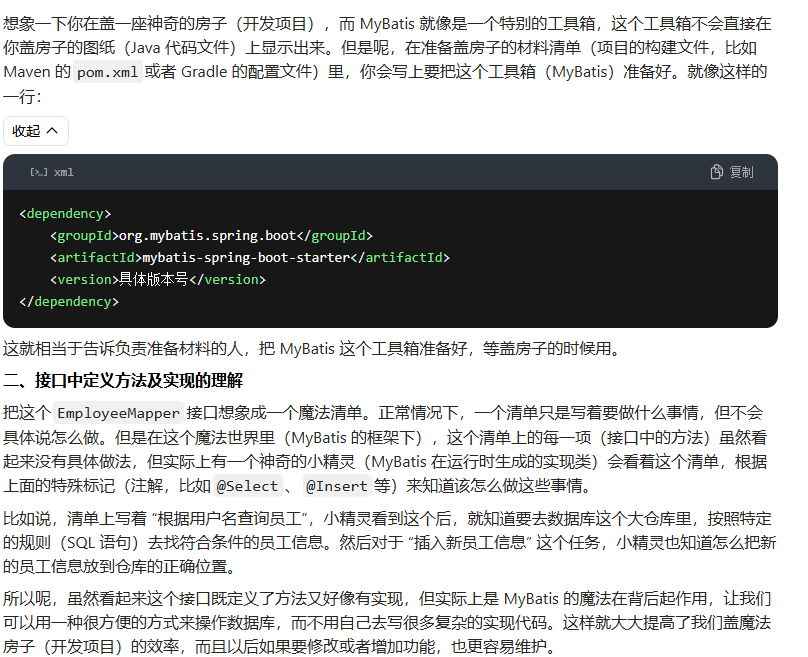 想象一下你在盖一座神奇的房子（开发项目），而 MyBatis 就像是一个特别的工具箱，这个工具箱不会直接在
你盖房子的图纸（Java 代码文件）上显示出来。但是呢，在准备盖房子的材料清单（项目的构建文件，比如
Maven 的 pom.xml 或者 Gradle 的配置文件）里，你会写上要把这个工具箱（MyBatis）准备好。就像这样的
一行：
收起
xml
复制
<dependency>
    <groupId>org.mybatis.spring.boot</groupId>
    <artifactId>mybatis-spring-boot-starter</artifactId>
    <version>具体版本号</version>
</dependency>
这就相当于告诉负责准备材料的人，把 MyBatis 这个工具箱准备好，等盖房子的时候用。
二、接口中定义方法及实现的理解
把这个 EmployeeMapper 接口想象成一个魔法清单。正常情况下，一个清单只是写着要做什么事情，但不会
具体说怎么做。但是在这个魔法世界里（MyBatis 的框架下），这个清单上的每一项（接口中的方法）虽然看
起来没有具体做法，但实际上有一个神奇的小精灵（MyBatis 在运行时生成的实现类）会看着这个清单，根据
上面的特殊标记（注解，比如 @Select 、 @Insert 等）来知道该怎么做这些事情。
比如说，清单上写着 “根据用户名查询员工”，小精灵看到这个后，就知道要去数据库这个大仓库里，按照特定
的规则（SQL 语句）去找符合条件的员工信息。然后对于 “插入新员工信息” 这个任务，小精灵也知道怎么把新
的员工信息放到仓库的正确位置。
所以呢，虽然看起来这个接口既定义了方法又好像有实现，但实际上是 MyBatis 的魔法在背后起作用，让我们
可以用一种很方便的方式来操作数据库，而不用自己去写很多复杂的实现代码。这样就大大提高了我们盖魔法
房子（开发项目）的效率，而且以后如果要修改或者增加功能，也更容易维护。